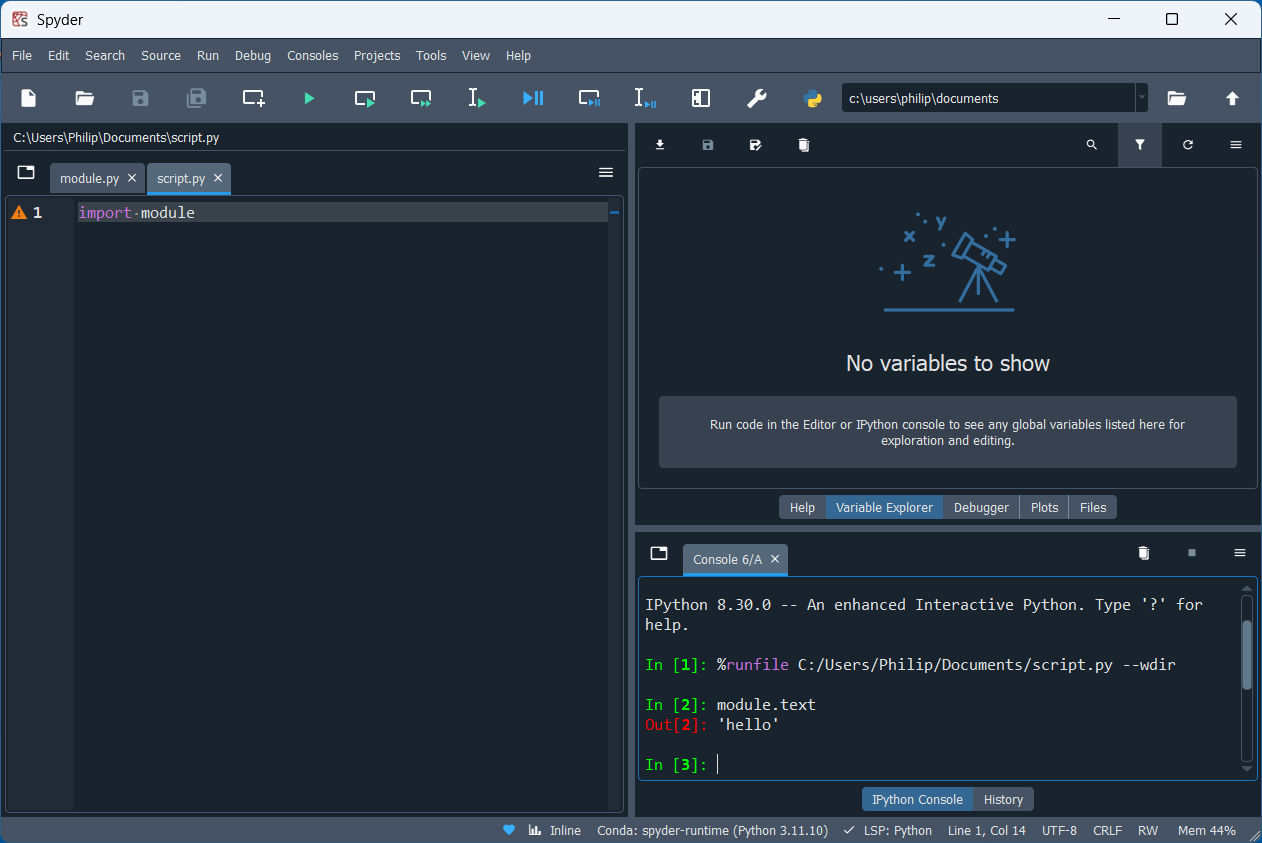 Spyder
File Edit Search Source Run Debug Consoles Projects Tools View Help
c:\users\philip\documents
C:\Users\Philip\Documents\script.py
module.py script.py
1 import module
x y z
No variables to show
Run code in the Editor or IPython console to see any global variables listed here for
exploration and editing.
Help Variable Explorer Debugger Plots Files
Console 6/A
IPython 8.30.0 -- An enhanced Interactive Python. Type '?' for
help.
In [1]: %runfile C:/Users/Philip/Documents/script.py --wdir
In [2]: module.text
Out[2]: 'hello'
In [3]:
IPython Console History
Inline Conda: spyder-runtime (Python 3.11.10) LSP: Python Line 1, Col 14 UTF-8 CRLF RW Mem 44%